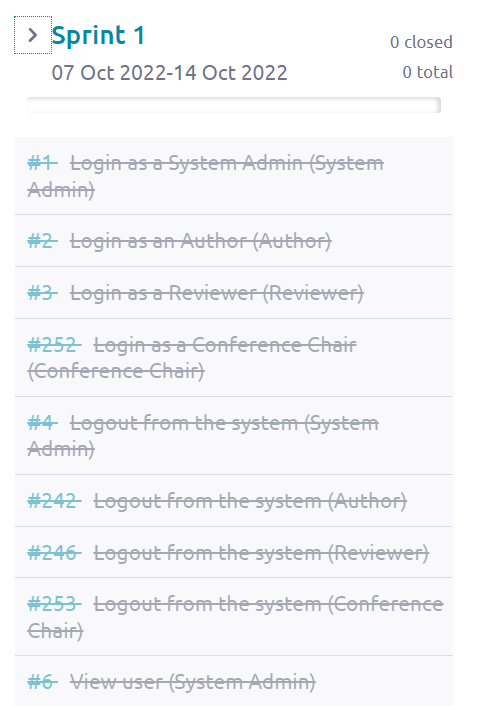 Sprint 1
0 closed
07 Oct 2022-14 Oct 2022
0 total
#1 Login as a System Admin (System
Admin)
#2 Login as an Author (Author)
#3 Login as a Reviewer (Reviewer)
#252 Login as a Conference Chair
(Conference Chair)
#4 Logout from the system (System
Admin)
#242 Logout from the system (Author)
#246 Logout from the system (Reviewer)
#253 Logout from the system (Conference
Chair)
#6 View user (System Admin)